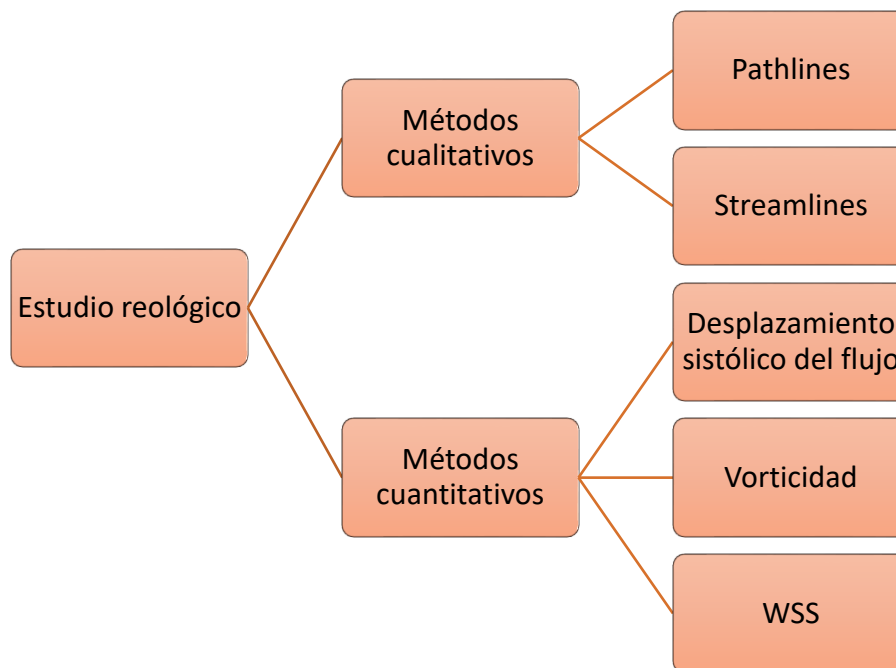 Estudio reológico
Métodos
cualitativos
Pathlines
Streamlines
Métodos
cuantitativos
Desplazamiento
sistólico del flujo
Vorticidad
WSS